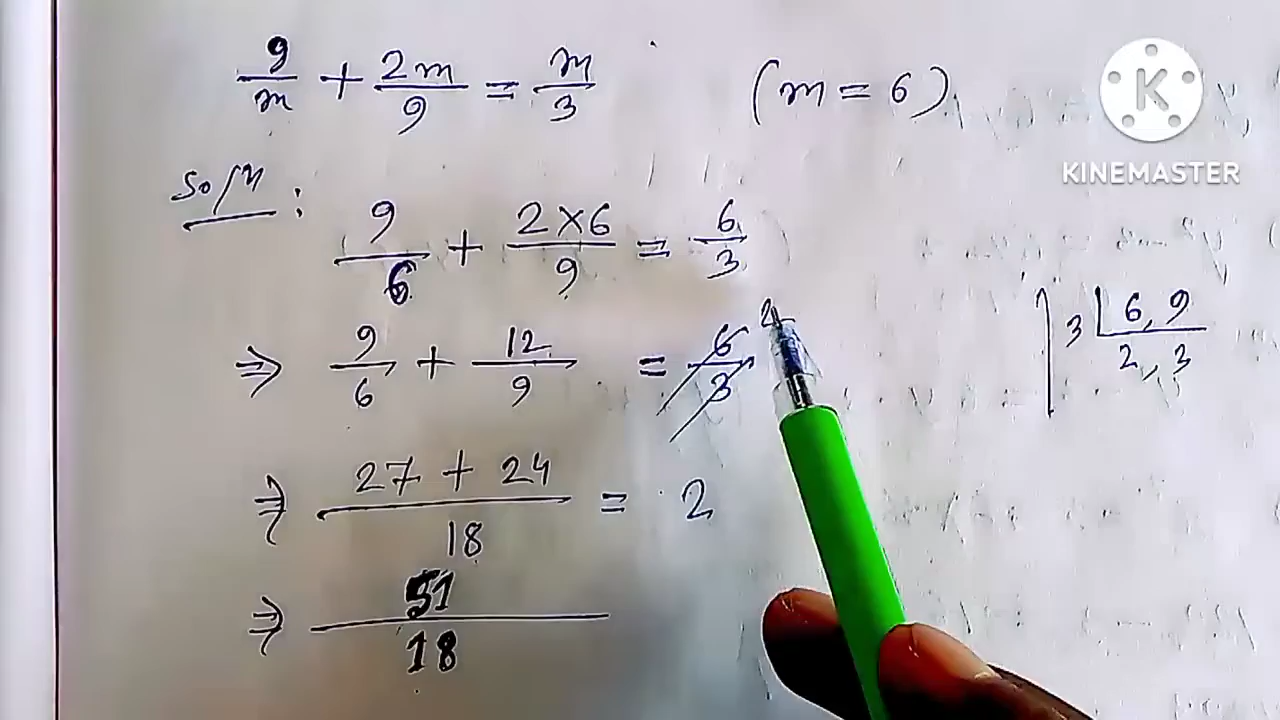 9/m + 2m/9 = m/3 (m = 6)
K
KINEMASTER
Soln :
9/6 + 2×6/9 = 6/3
⇒ 9/6 + 12/9 = 6/3 2
3 | 6, 9
2, 3
⇒ 27 + 24/18 = 2
⇒ 51/18